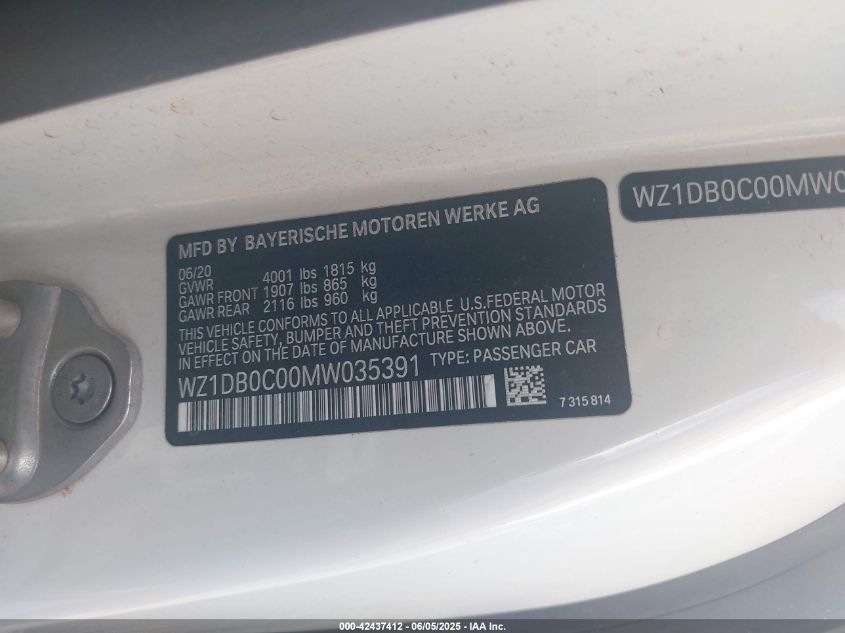 MFD BY BAYERISCHE MOTOREN WERKE AG
06/20
GVWR 4001 lbs 1815 kg
GAWR FRONT 1907 lbs 865 kg
GAWR REAR 2116 lbs 960 kg
THIS VEHICLE CONFORMS TO ALL APPLICABLE U.S.FEDERAL MOTOR
VEHICLE SAFETY, BUMPER AND THEFT PREVENTION STANDARDS
IN EFFECT ON THE DATE OF MANUFACTURE SHOWN ABOVE.
WZ1DB0C00MW035391 TYPE: PASSENGER CAR
7 315 814
WZ1DB0C00MW0
000-42437412 - 06/05/2025 - IAA Inc.